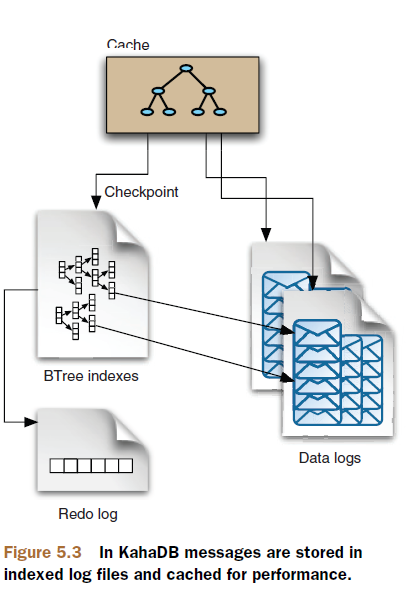 Cache
Checkpoint
BTree indexes
Data logs
Redo log
Figure 5.3 In KahaDB messages are stored in
indexed log files and cached for performance.